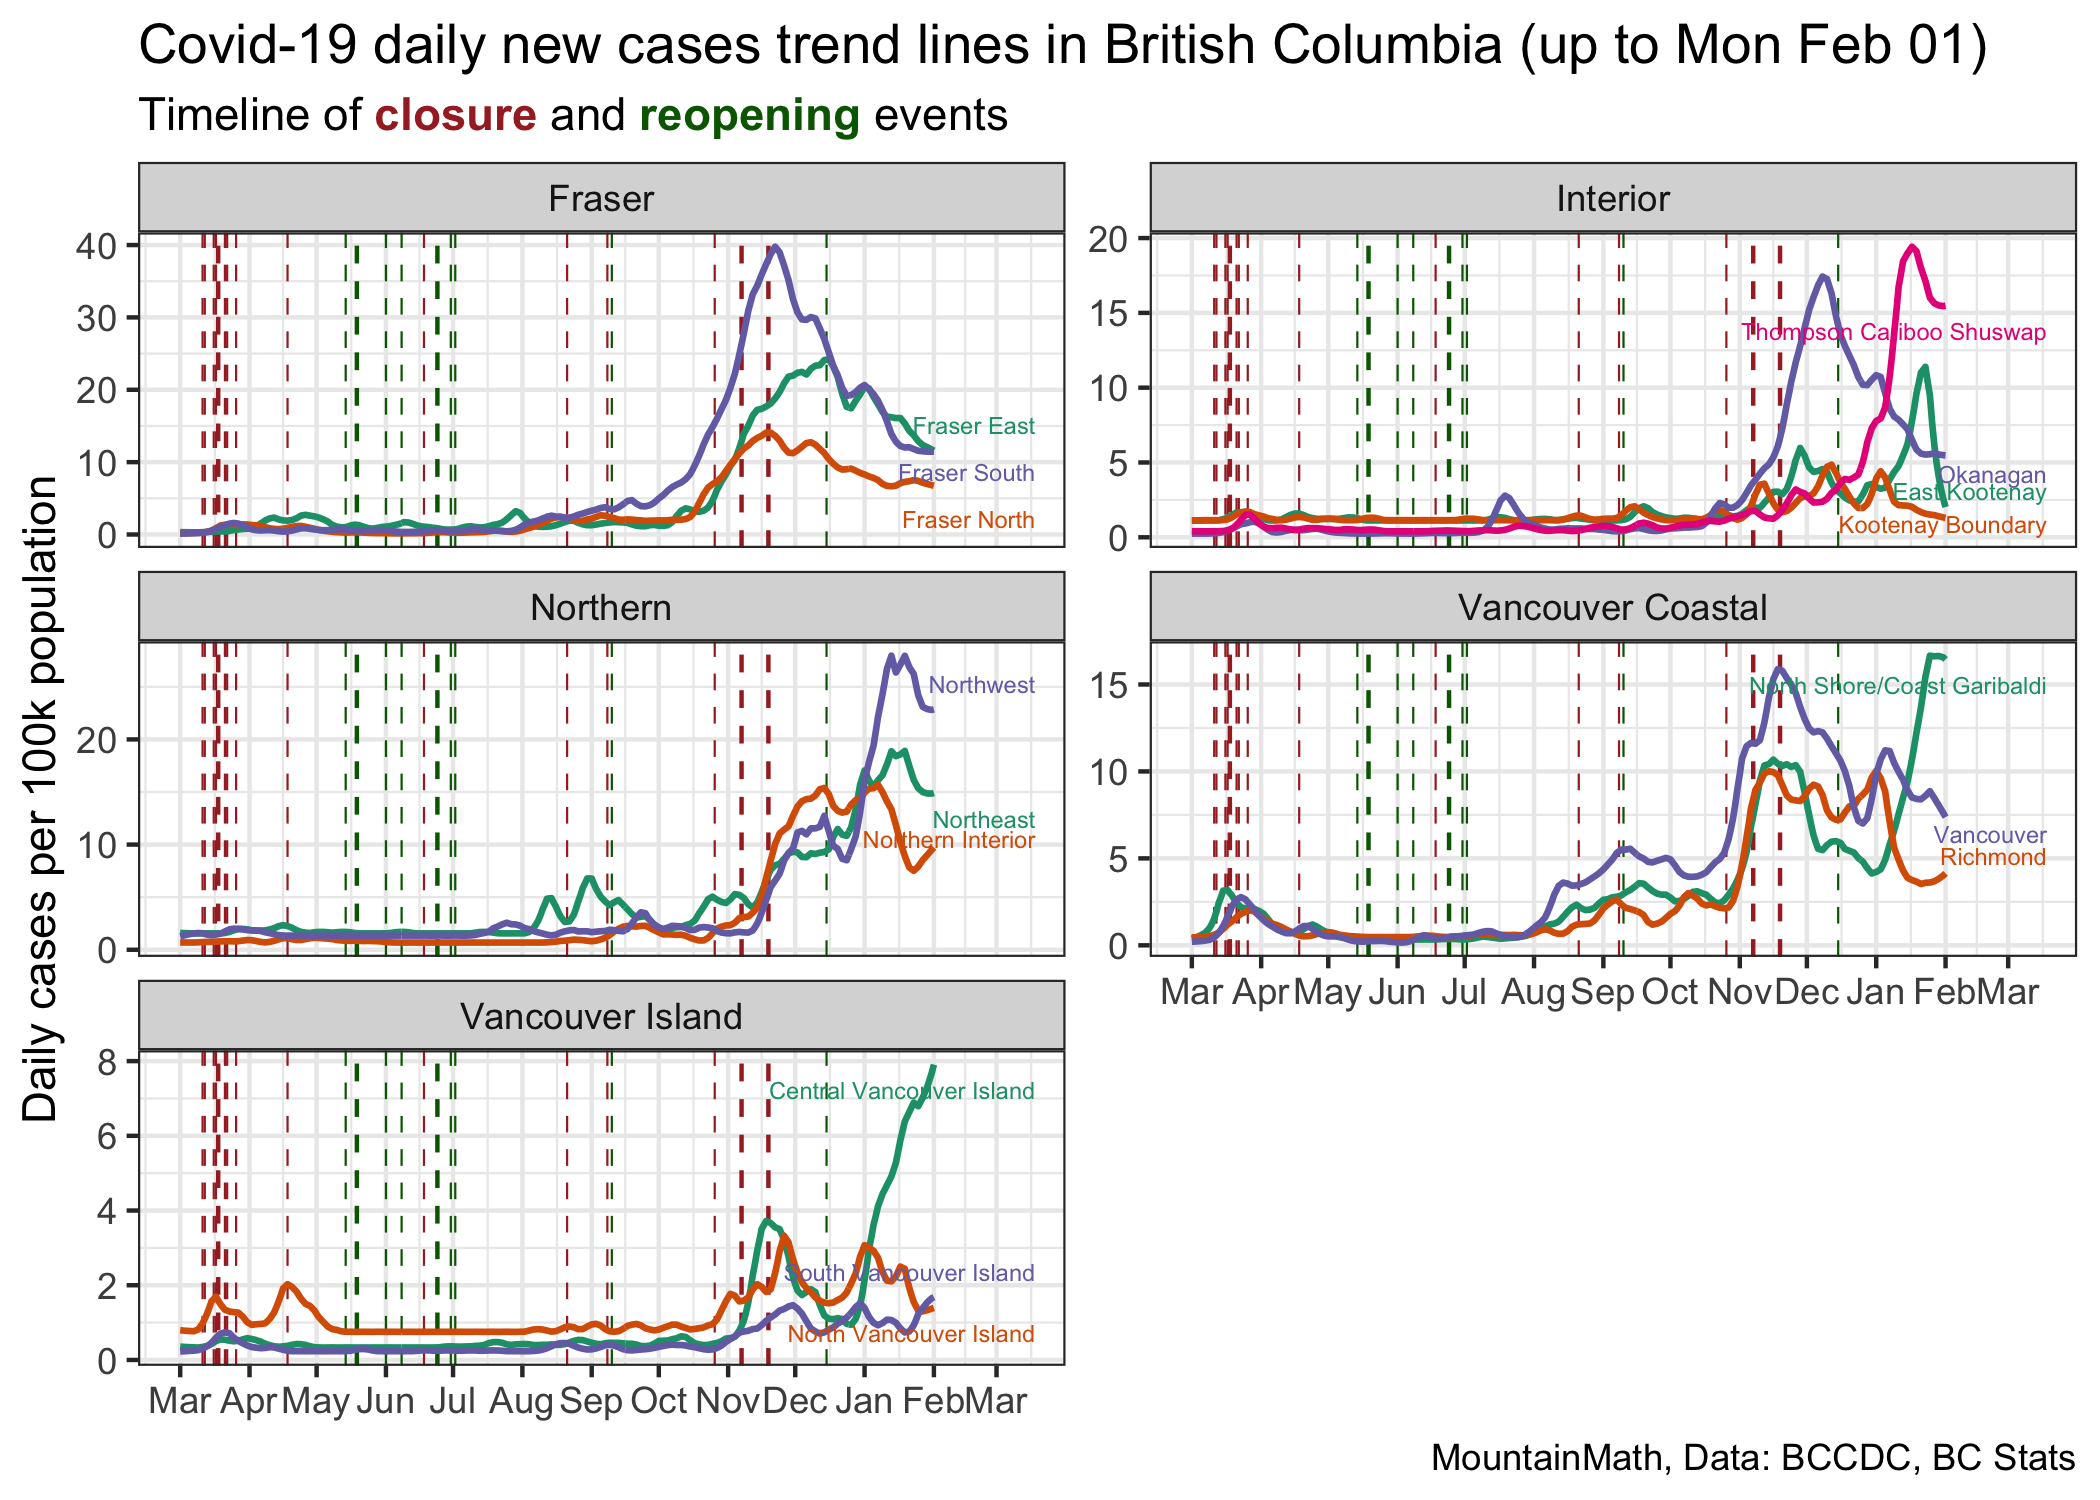 Covid-19 daily new cases trend lines in British Columbia (up to Mon Feb 01)
Timeline of closure and reopening events
Daily cases per 100k population
Fraser
40
30
20
10
0
Fraser East
Fraser South
Fraser North
Interior
20
15
10
5
0
Thompson Cariboo Shuswap
Okanagan
East Kootenay
Kootenay Boundary
Northern
20
10
0
Northwest
Northeast
Northern Interior
Vancouver Coastal
15
10
5
0
North Shore/Coast Garibaldi
Vancouver
Richmond
Mar Apr May Jun Jul Aug Sep Oct Nov Dec Jan Feb Mar
Vancouver Island
8
6
4
2
0
Central Vancouver Island
South Vancouver Island
North Vancouver Island
Mar Apr May Jun Jul Aug Sep Oct Nov Dec Jan Feb Mar
MountainMath, Data: BCCDC, BC Stats